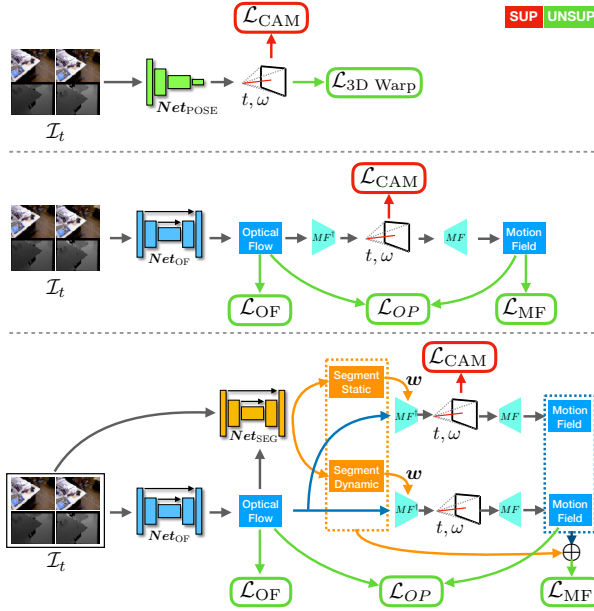 SUP UNSUP
ℒCAM
NetPOSE
t, ω
ℒ3D Warp
ℐt
ℒCAM
NetOF
Optical
Flow
MF†
t, ω
MF
Motion
Field
ℐt
ℒOF
ℒOP
ℒMF
ℒCAM
Segment
Static
w
MF†
t, ω
MF
Motion
Field
NetSEG
Segment
Dynamic
w
NetOF
Optical
Flow
MF†
t, ω
MF
Motion
Field
ℐt
ℒOF
ℒOP
ℒMF